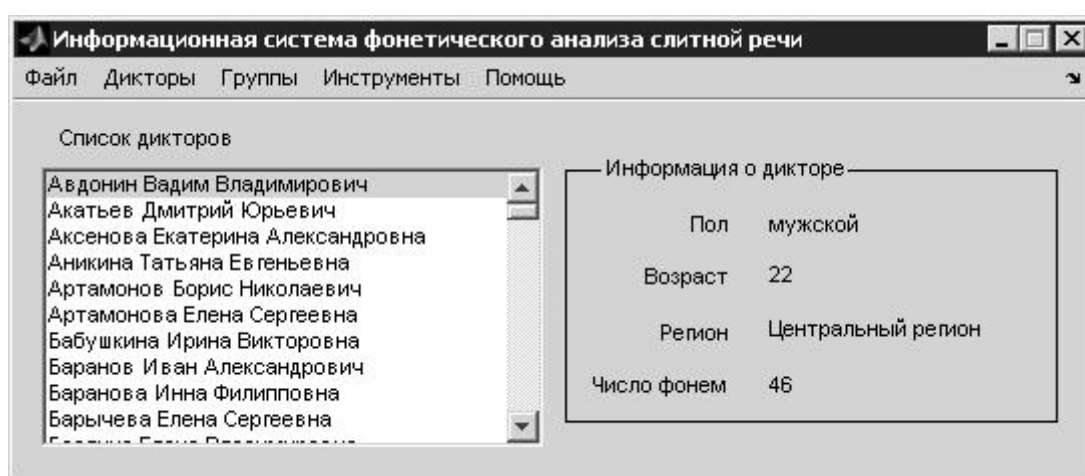 Информационная система фонетического анализа слитной речи
Файл Дикторы Группы Инструменты Помощь
Список дикторов
Авдонин Вадим Владимирович
Акатьев Дмитрий Юрьевич
Аксенова Екатерина Александровна
Аникина Татьяна Евгеньевна
Артамонов Борис Николаевич
Артамонова Елена Сергеевна
Бабушкина Ирина Викторовна
Баранов Иван Александрович
Баранова Инна Филипповна
Барычева Елена Сергеевна
Информация о дикторе
Пол мужской
Возраст 22
Регион Центральный регион
Число фонем 46